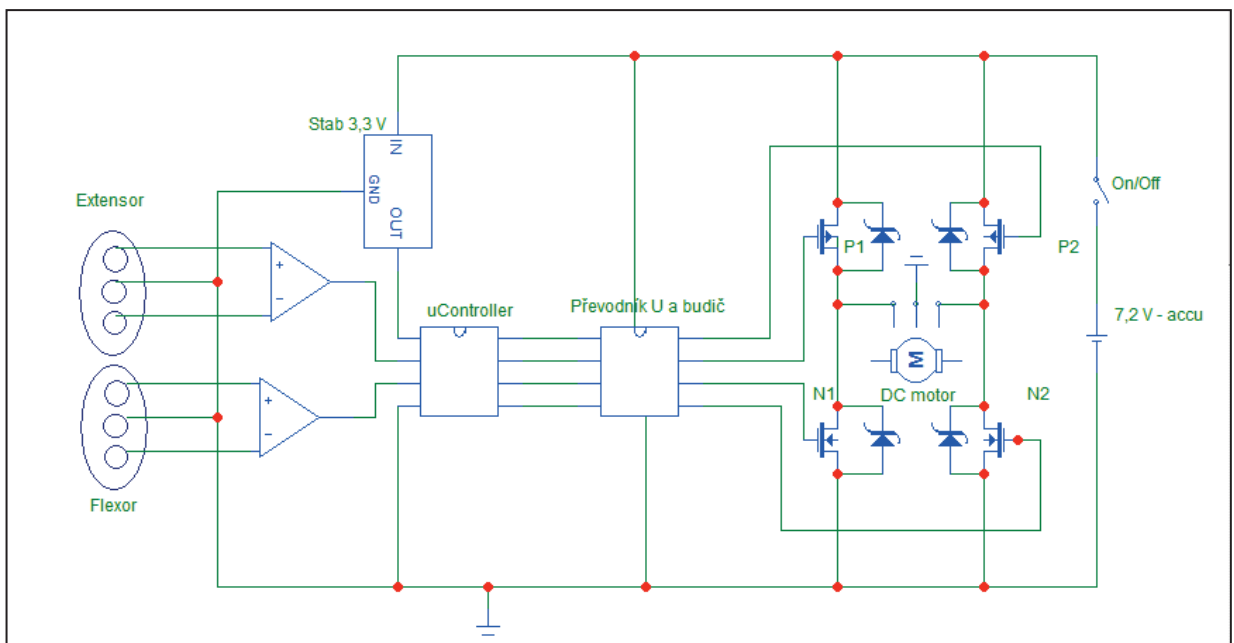 Stab 3,3 V
IN
GND
OUT
Extensor
+
−
uController
Převodník U a budič
P1
P2
On/Off
7,2 V - accu
M
DC motor
N1
N2
+
−
Flexor